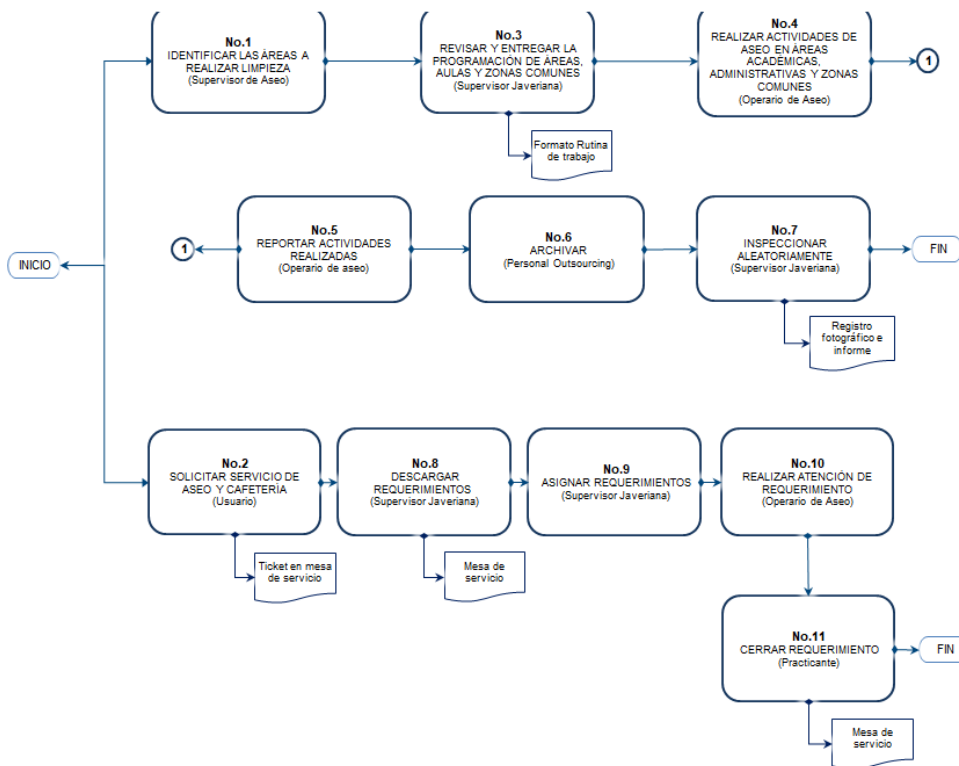 No.1
IDENTIFICAR LAS ÁREAS A
REALIZAR LIMPIEZA
(Supervisor de Aseo)
No.3
REVISAR Y ENTREGAR LA
PROGRAMACIÓN DE ÁREAS,
AULAS Y ZONAS COMUNES
(Supervisor Javeriana)
Formato Rutina
de trabajo
No.4
REALIZAR ACTIVIDADES DE
ASEO EN ÁREAS
ACADÉMICAS,
ADMINISTRATIVAS Y ZONAS
COMUNES
(Operario de Aseo)
1
INICIO
1
No.5
REPORTAR ACTIVIDADES
REALIZADAS
(Operario de aseo)
No.6
ARCHIVAR
(Personal Outsourcing)
No.7
INSPECCIONAR
ALEATORIAMENTE
(Supervisor Javeriana)
FIN
Registro
fotográfico e
informe
No.2
SOLICITAR SERVICIO DE
ASEO Y CAFETERÍA
(Usuario)
Ticket en mesa
de servicio
No.8
DESCARGAR
REQUERIMIENTOS
(Supervisor Javeriana)
Mesa de
servicio
No.9
ASIGNAR REQUERIMIENTOS
(Supervisor Javeriana)
No.10
REALIZAR ATENCIÓN DE
REQUERIMIENTO
(Operario de Aseo)
No.11
CERRAR REQUERIMIENTO
(Practicante)
FIN
Mesa de
servicio